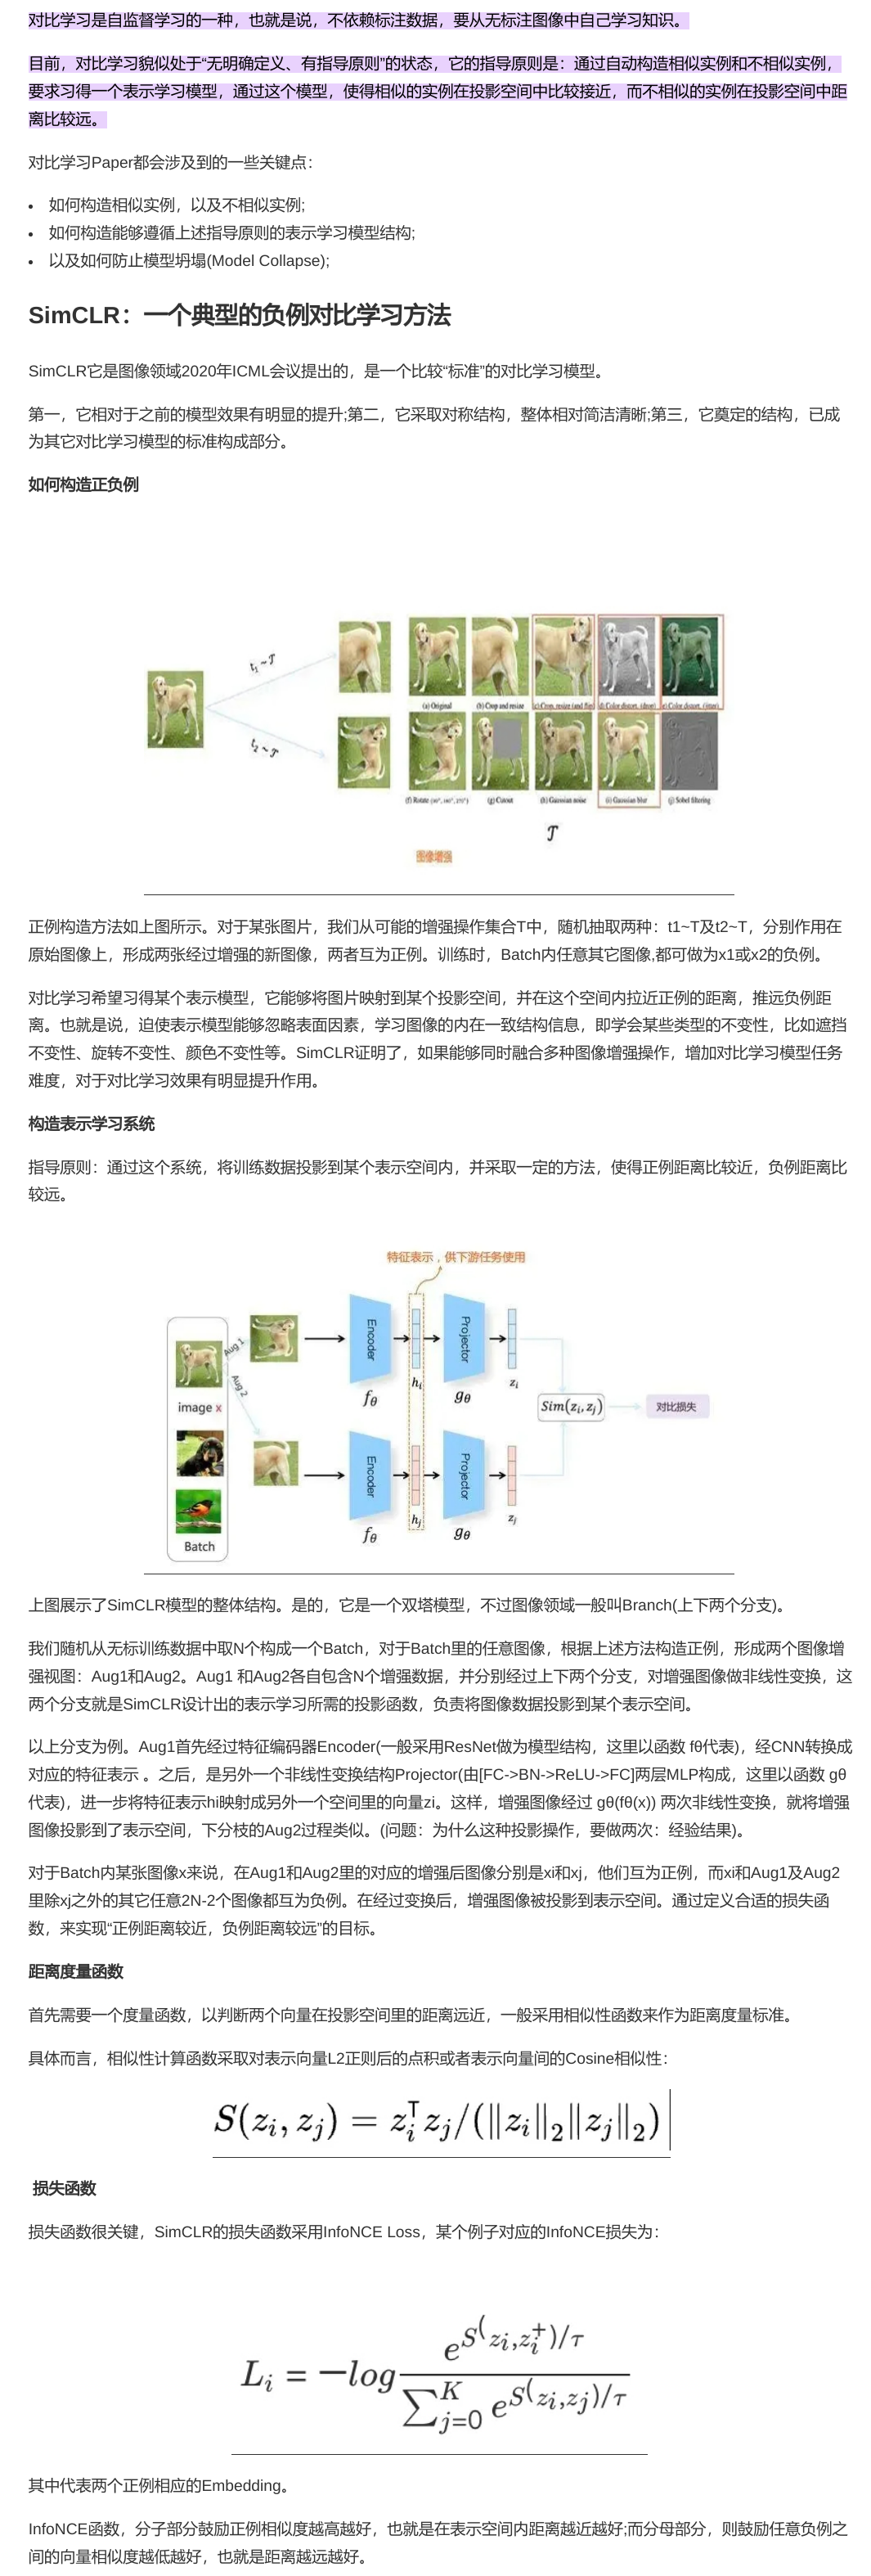 对比学习是自监督学习的一种，也就是说，不依赖标注数据，要从无标注图像中自己学习知识。
目前，对比学习貌似处于“无明确定义、有指导原则”的状态，它的指导原则是：通过自动构造相似实例和不相似实例，
要求习得一个表示学习模型，通过这个模型，使得相似的实例在投影空间中比较接近，而不相似的实例在投影空间中距
离比较远。
对比学习Paper都会涉及到的一些关键点：
• 如何构造相似实例，以及不相似实例;
• 如何构造能够遵循上述指导原则的表示学习模型结构;
• 以及如何防止模型坍塌(Model Collapse);
SimCLR：一个典型的负例对比学习方法
SimCLR它是图像领域2020年ICML会议提出的，是一个比较“标准”的对比学习模型。
第一，它相对于之前的模型效果有明显的提升;第二，它采取对称结构，整体相对简洁清晰;第三，它奠定的结构，已成
为其它对比学习模型的标准构成部分。
如何构造正负例
t₁ ~ 𝒯
t₂ ~ 𝒯
(a) Original
(b) Crop and resize
(c) Crop, resize (and flip)
(d) Color distort. (drop)
(e) Color distort. (jitter)
(f) Rotate {90°, 180°, 270°}
(g) Cutout
(h) Gaussian noise
(i) Gaussian blur
(j) Sobel filtering
𝒯
图像增强
正例构造方法如上图所示。对于某张图片，我们从可能的增强操作集合T中，随机抽取两种：t1~T及t2~T，分别作用在
原始图像上，形成两张经过增强的新图像，两者互为正例。训练时，Batch内任意其它图像,都可做为x1或x2的负例。
对比学习希望习得某个表示模型，它能够将图片映射到某个投影空间，并在这个空间内拉近正例的距离，推远负例距
离。也就是说，迫使表示模型能够忽略表面因素，学习图像的内在一致结构信息，即学会某些类型的不变性，比如遮挡
不变性、旋转不变性、颜色不变性等。SimCLR证明了，如果能够同时融合多种图像增强操作，增加对比学习模型任务
难度，对于对比学习效果有明显提升作用。
构造表示学习系统
指导原则：通过这个系统，将训练数据投影到某个表示空间内，并采取一定的方法，使得正例距离比较近，负例距离比
较远。
特征表示，供下游任务使用
Aug 1
Aug 2
image x
Batch
Encoder
f_θ
h_i
Projector
g_θ
z_i
Sim(z_i, z_j)
对比损失
Encoder
f_θ
h_j
Projector
g_θ
z_j
上图展示了SimCLR模型的整体结构。是的，它是一个双塔模型，不过图像领域一般叫Branch(上下两个分支)。
我们随机从无标训练数据中取N个构成一个Batch，对于Batch里的任意图像，根据上述方法构造正例，形成两个图像增
强视图：Aug1和Aug2。Aug1 和Aug2各自包含N个增强数据，并分别经过上下两个分支，对增强图像做非线性变换，这
两个分支就是SimCLR设计出的表示学习所需的投影函数，负责将图像数据投影到某个表示空间。
以上分支为例。Aug1首先经过特征编码器Encoder(一般采用ResNet做为模型结构，这里以函数 fθ代表)，经CNN转换成
对应的特征表示 。之后，是另外一个非线性变换结构Projector(由[FC->BN->ReLU->FC]两层MLP构成，这里以函数 gθ
代表)，进一步将特征表示hi映射成另外一个空间里的向量zi。这样，增强图像经过 gθ(fθ(x)) 两次非线性变换，就将增强
图像投影到了表示空间，下分枝的Aug2过程类似。(问题：为什么这种投影操作，要做两次：经验结果)。
对于Batch内某张图像x来说，在Aug1和Aug2里的对应的增强后图像分别是xi和xj，他们互为正例，而xi和Aug1及Aug2
里除xj之外的其它任意2N-2个图像都互为负例。在经过变换后，增强图像被投影到表示空间。通过定义合适的损失函
数，来实现“正例距离较近，负例距离较远”的目标。
距离度量函数
首先需要一个度量函数，以判断两个向量在投影空间里的距离远近，一般采用相似性函数来作为距离度量标准。
具体而言，相似性计算函数采取对表示向量L2正则后的点积或者表示向量间的Cosine相似性：
S(z_i, z_j) = z_i^⊤ z_j/(‖z_i‖_2‖z_j‖_2)
损失函数
损失函数很关键，SimCLR的损失函数采用InfoNCE Loss，某个例子对应的InfoNCE损失为：
L_i = −log e^{S(z_i,z_i^+)/τ} / ∑_{j=0}^{K} e^{S(z_i,z_j)/τ}
其中代表两个正例相应的Embedding。
InfoNCE函数，分子部分鼓励正例相似度越高越好，也就是在表示空间内距离越近越好;而分母部分，则鼓励任意负例之
间的向量相似度越低越好，也就是距离越远越好。